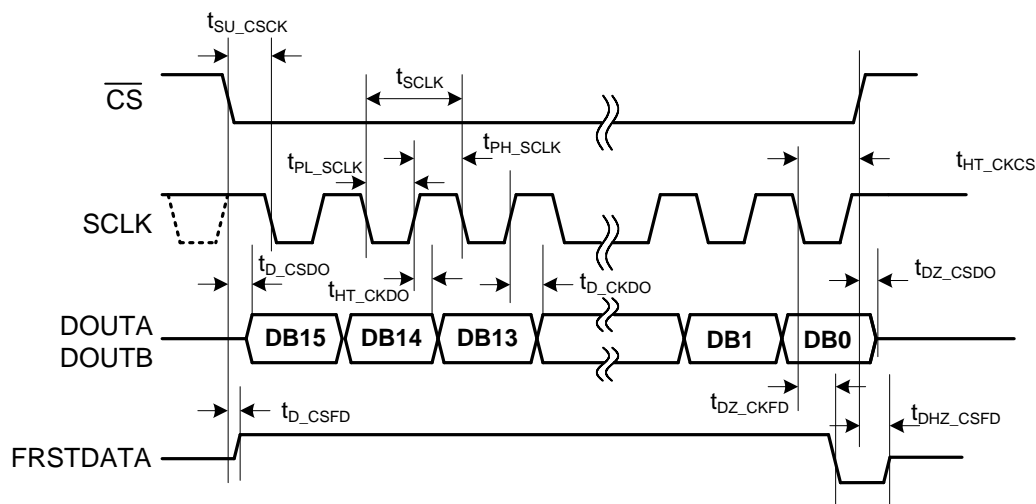 tSU_CSCK
tSCLK
CS
tPL_SCLK
tPH_SCLK
tHT_CKCS
SCLK
tD_CSDO
tHT_CKDO
tD_CKDO
tDZ_CSDO
DOUTA
DOUTB
DB15
DB14
DB13
DB1
DB0
tD_CSFD
tDZ_CKFD
tDHZ_CSFD
FRSTDATA